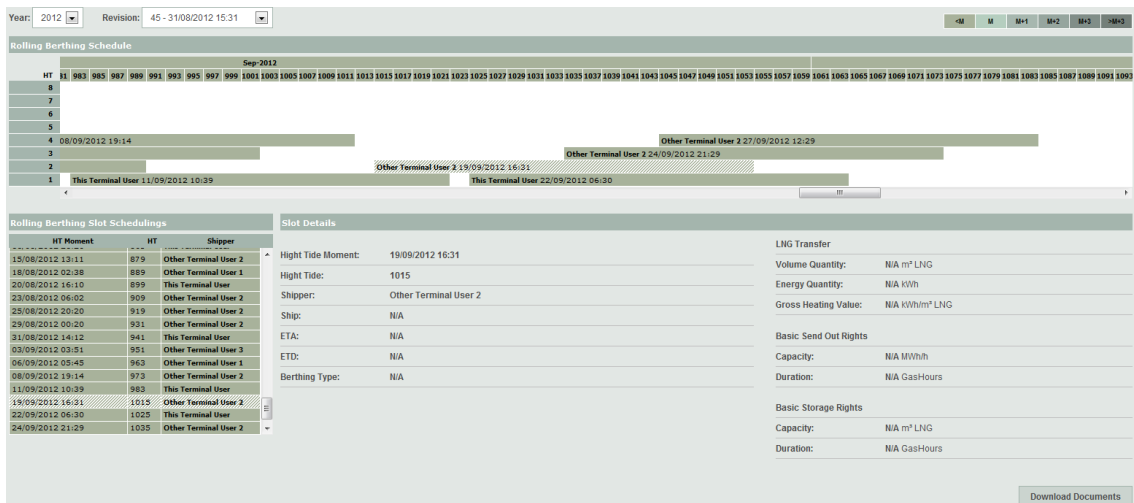 Year: 2012 Revision: 45 - 31/08/2012 15:31 <M M M+1 M+2 M+3 >M+3
Rolling Berthing Schedule
Sep-2012
HT 31 983 985 987 989 991 993 995 997 999 1001 1003 1005 1007 1009 1011 1013 1015 1017 1019 1021 1023 1025 1027 1029 1031 1033 1035 1037 1039 1041 1043 1045 1047 1049 1051 1053 1055 1057 1059 1061 1063 1065 1067 1069 1071 1073 1075 1077 1079 1081 1083 1085 1087 1089 1091 1093
8
7
6
5
4 08/09/2012 19:14 Other Terminal User 2 27/09/2012 12:29
3 Other Terminal User 2 24/09/2012 21:29
2 Other Terminal User 2 19/09/2012 16:31
1 This Terminal User 11/09/2012 10:39 This Terminal User 22/09/2012 06:30
Rolling Berthing Slot Schedulings
HT Moment HT Shipper
15/08/2012 13:11 879 Other Terminal User 2
18/08/2012 02:38 889 Other Terminal User 1
20/08/2012 16:10 899 This Terminal User
23/08/2012 06:02 909 Other Terminal User 2
25/08/2012 20:20 919 Other Terminal User 2
29/08/2012 00:20 931 Other Terminal User 2
31/08/2012 14:12 941 This Terminal User
03/09/2012 03:51 951 Other Terminal User 3
06/09/2012 05:45 963 Other Terminal User 1
08/09/2012 19:14 973 Other Terminal User 2
11/09/2012 10:39 983 This Terminal User
19/09/2012 16:31 1015 Other Terminal User 2
22/09/2012 06:30 1025 This Terminal User
24/09/2012 21:29 1035 Other Terminal User 2
Slot Details
Hight Tide Moment: 19/09/2012 16:31
Hight Tide: 1015
Shipper: Other Terminal User 2
Ship: N/A
ETA: N/A
ETD: N/A
Berthing Type: N/A
LNG Transfer
Volume Quantity: N/A m³ LNG
Energy Quantity: N/A kWh
Gross Heating Value: N/A kWh/m³ LNG
Basic Send Out Rights
Capacity: N/A MWh/h
Duration: N/A GasHours
Basic Storage Rights
Capacity: N/A m³ LNG
Duration: N/A GasHours
Download Documents